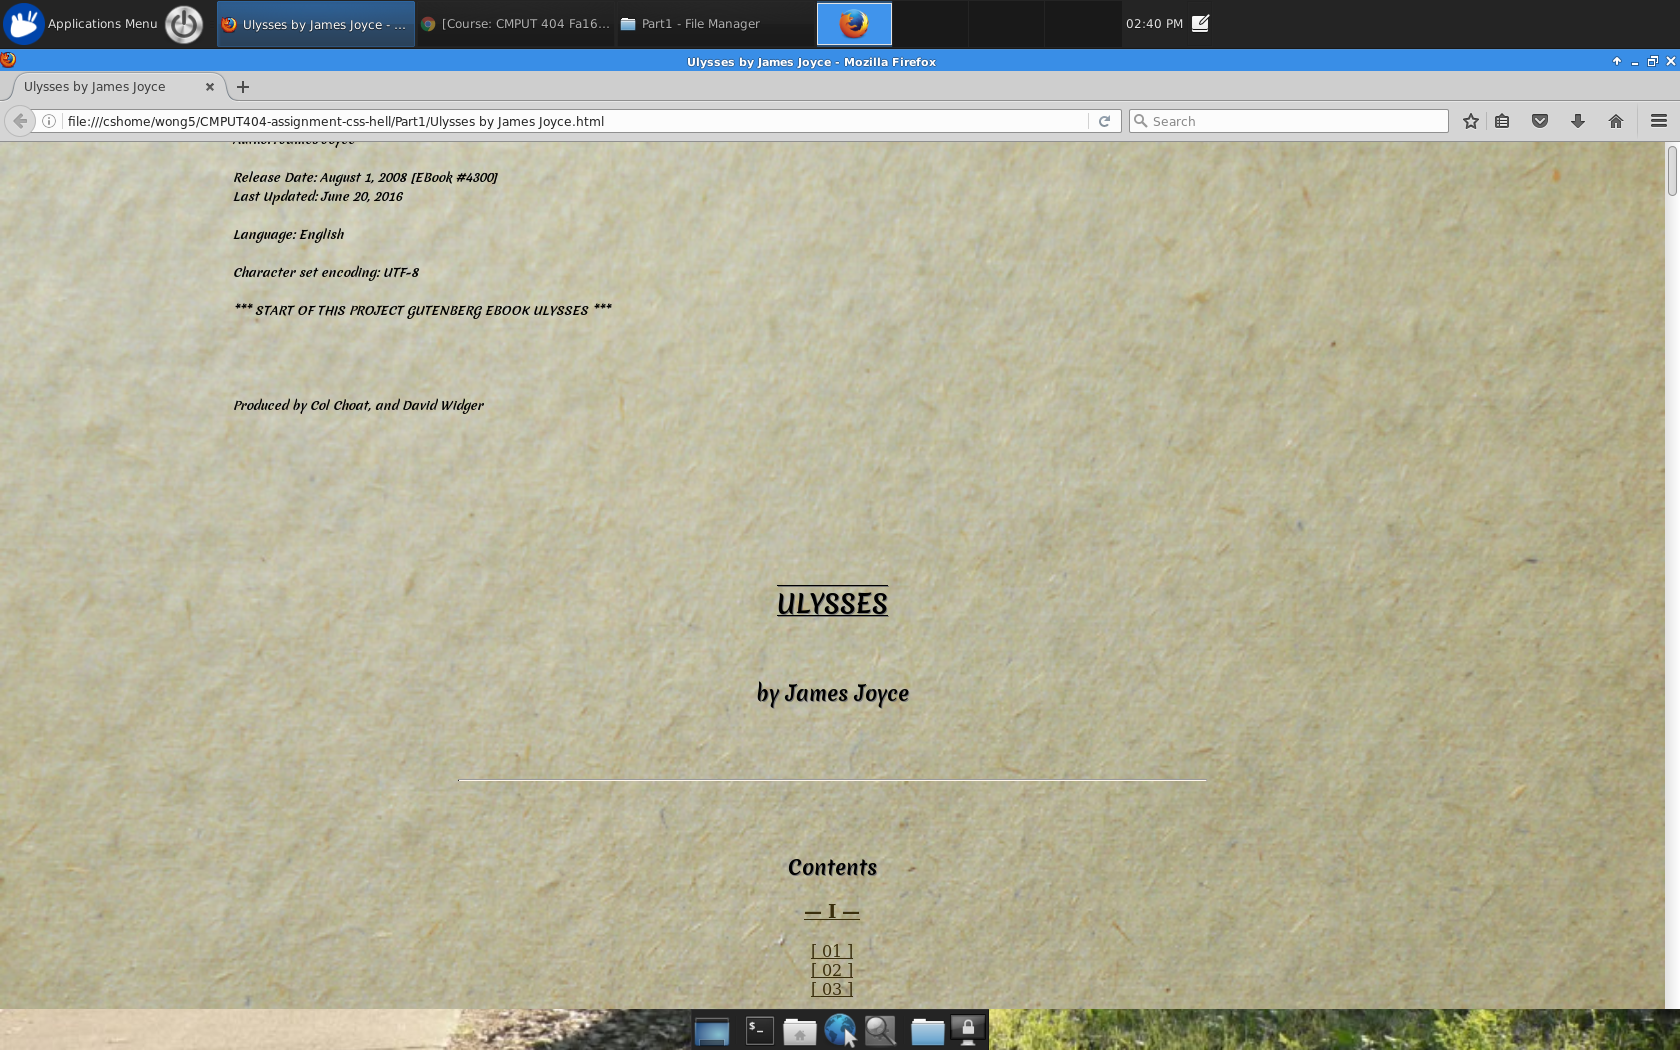 Applications Menu
Ulysses by James Joyce - ...
[Course: CMPUT 404 Fa16...
Part1 - File Manager
02:40 PM
Ulysses by James Joyce - Mozilla Firefox
Ulysses by James Joyce
file:///cshome/wong5/CMPUT404-assignment-css-hell/Part1/Ulysses by James Joyce.html
Search
Author: James Joyce
Release Date: August 1, 2008 [EBook #4300]
Last Updated: June 20, 2016
Language: English
Character set encoding: UTF-8
*** START OF THIS PROJECT GUTENBERG EBOOK ULYSSES ***
Produced by Col Choat, and David Widger
ULYSSES
by James Joyce
Contents
— I —
[ 01 ]
[ 02 ]
[ 03 ]
$_